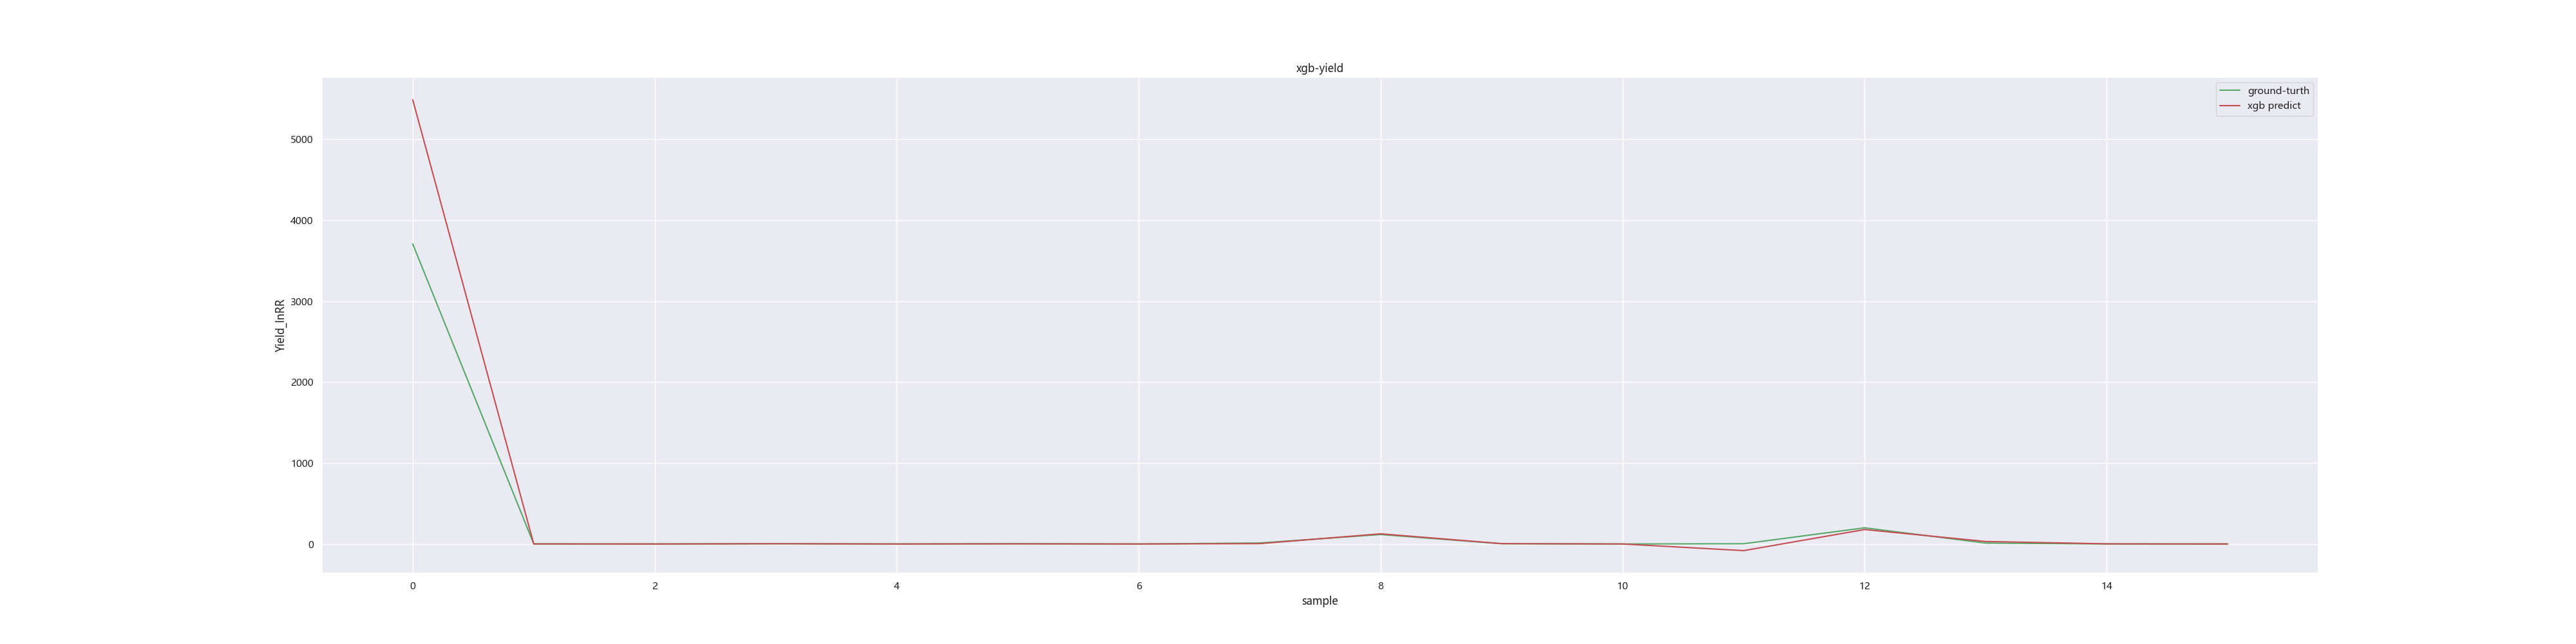 xgb-yield
ground-turth
xgb predict
5000
4000
3000
2000
1000
0
Yield_lnRR
0 2 4 6 8 10 12 14
sample